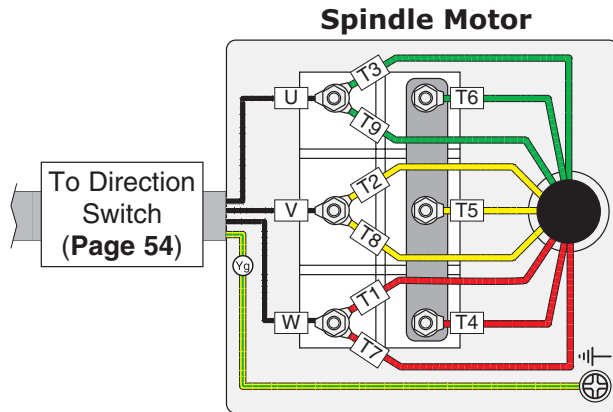 Spindle Motor
T3
U
T6
T9
To Direction
Switch
(Page 54)
T2
V
T5
T8
Yg
T1
W
T4
T7